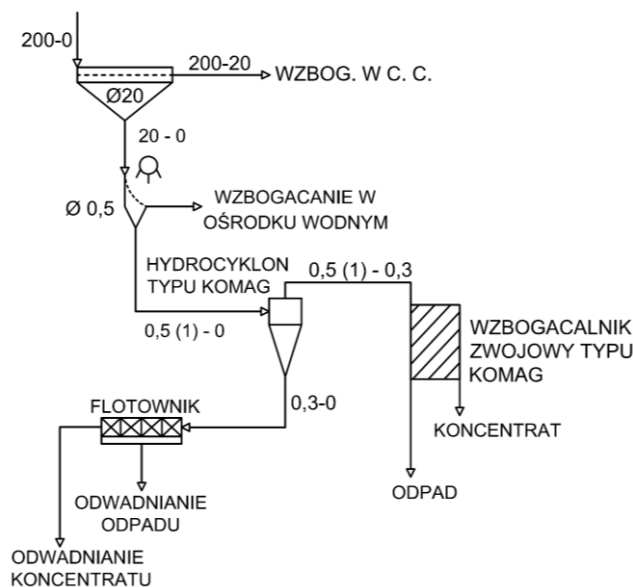 200-0
200-20
WZBOG. W C. C.
Ø20
20 - 0
Ø 0,5
WZBOGACANIE W
OŚRODKU WODNYM
HYDROCYKLON
TYPU KOMAG
0,5 (1) - 0,3
0,5 (1) - 0
WZBOGACALNIK
ZWOJOWY TYPU
KOMAG
0,3-0
FLOTOWNIK
KONCENTRAT
ODPAD
ODWADNIANIE
ODPADU
ODWADNIANIE
KONCENTRATU